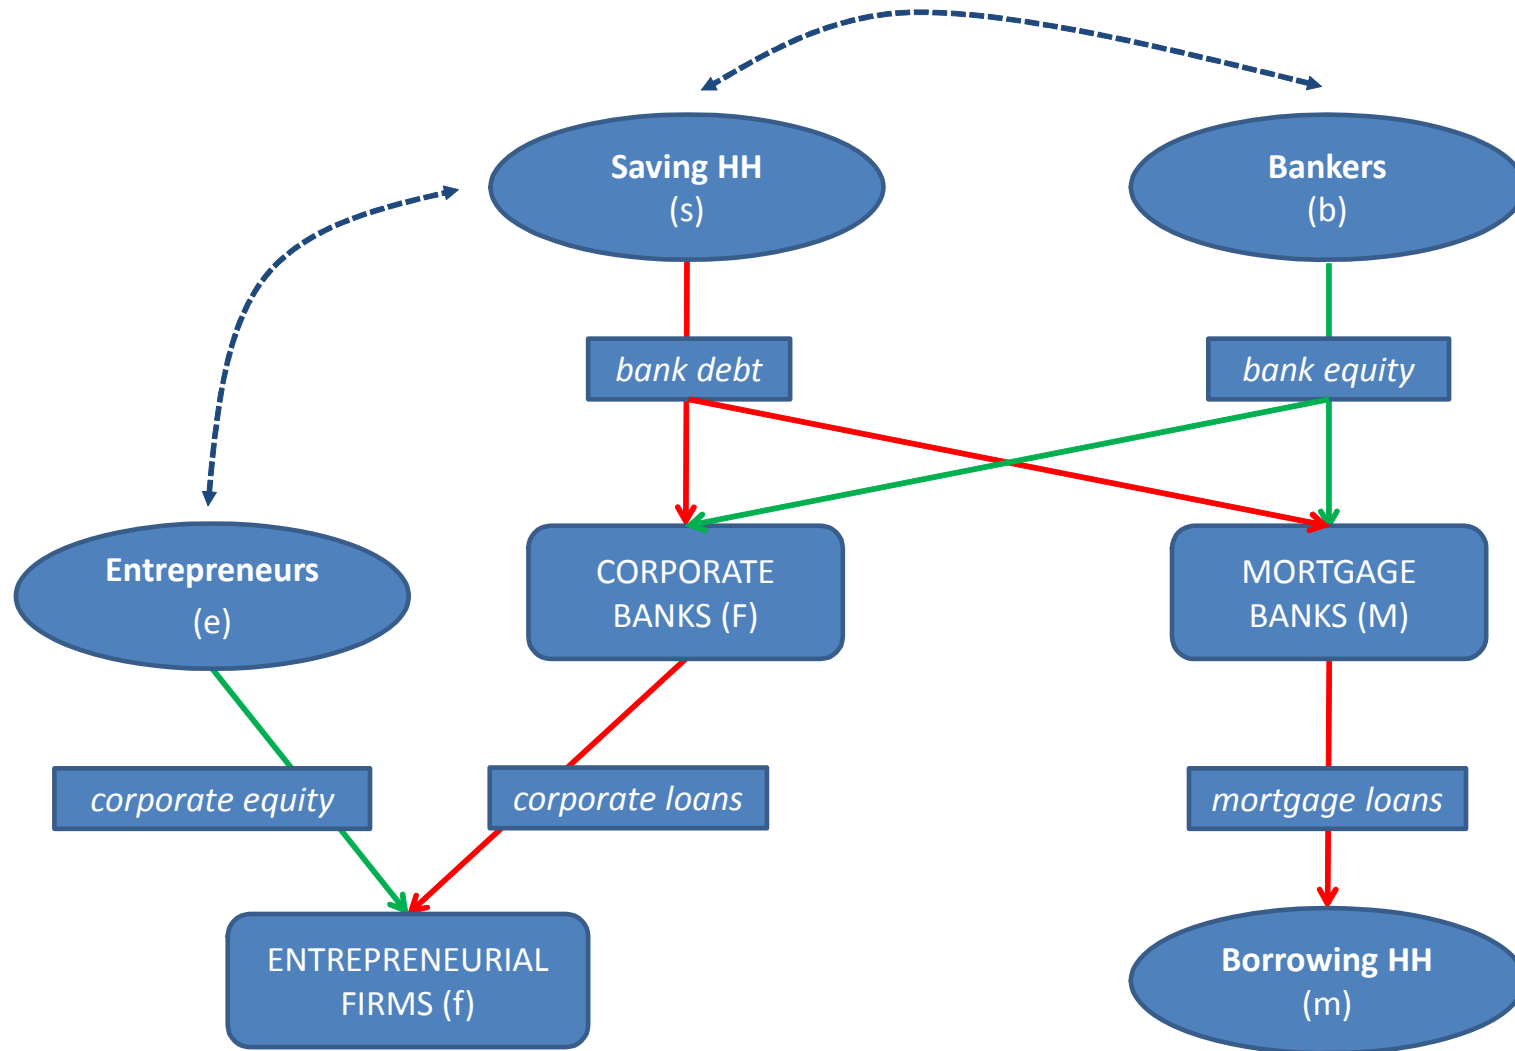 Saving HH
(s)
Bankers
(b)
bank debt
bank equity
Entrepreneurs
(e)
CORPORATE
BANKS (F)
MORTGAGE
BANKS (M)
corporate equity
corporate loans
mortgage loans
ENTREPRENEURIAL
FIRMS (f)
Borrowing HH
(m)